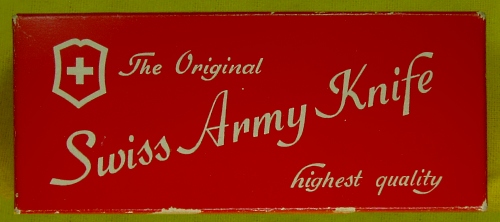 The Original
Swiss Army Knife
highest quality